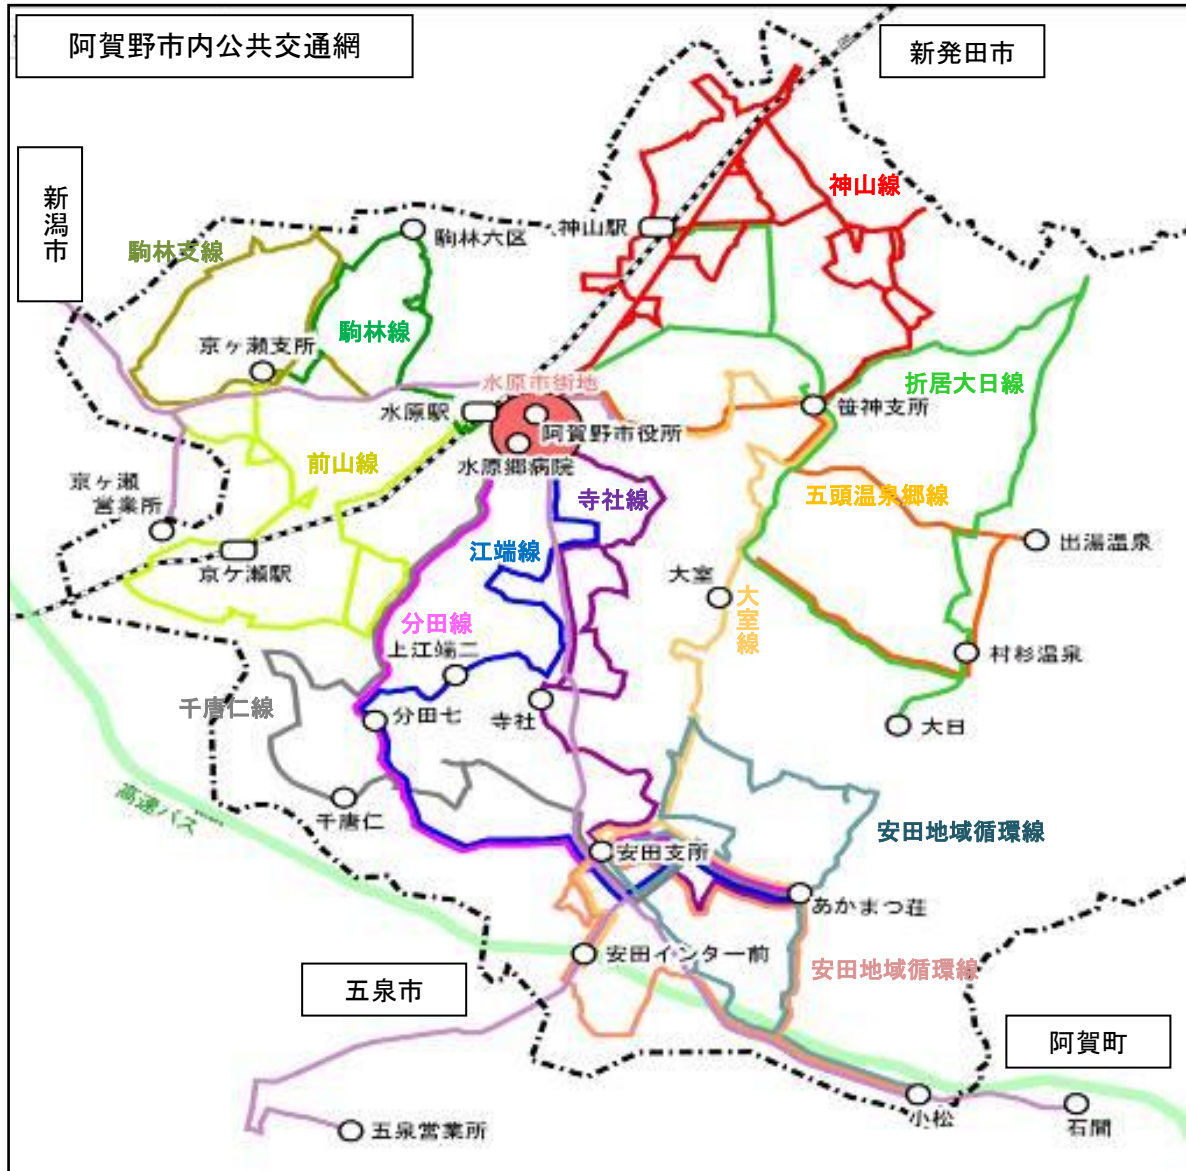 阿賀野市内公共交通網
新発田市
新潟市
神山線
駒林支線
駒林六区
神山駅
駒林線
京ヶ瀬支所
水原市街地
折居大日線
水原駅
笹神支所
阿賀野市役所
水原郷病院
前山線
京ヶ瀬
営業所
寺社線
五頭温泉郷線
江端線
出湯温泉
京ケ瀬駅
大室
大室線
分田線
上江端二
村杉温泉
千唐仁線
分田七
寺社
大日
高速バス
千唐仁
安田地域循環線
安田支所
あかまつ荘
安田インター前
安田地域循環線
五泉市
阿賀町
小松
石間
五泉営業所